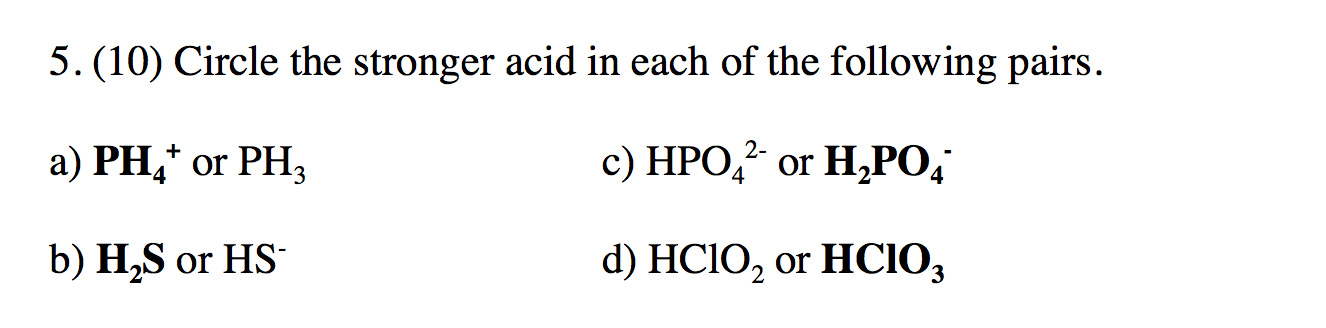 5. (10) Circle the stronger acid in each of the following pairs.
a) PH₄⁺ or PH₃ c) HPO₄²⁻ or H₂PO₄⁻
b) H₂S or HS⁻ d) HClO₂ or HClO₃